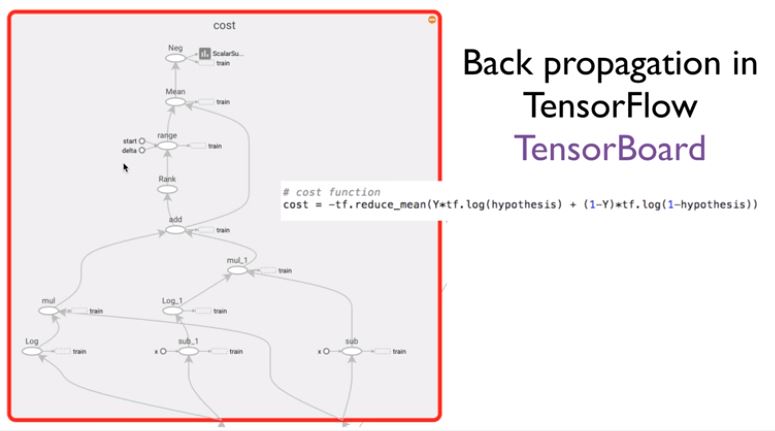 cost
Neg
ScalarSu...
train
Mean
train
start
delta
range
train
Rank
add
train
mul_1
train
mul
train
Log_1
train
Log
train
x
sub_1
train
x
sub
train
Back propagation in
TensorFlow
TensorBoard
# cost function
cost = -tf.reduce_mean(Y*tf.log(hypothesis) + (1-Y)*tf.log(1-hypothesis))